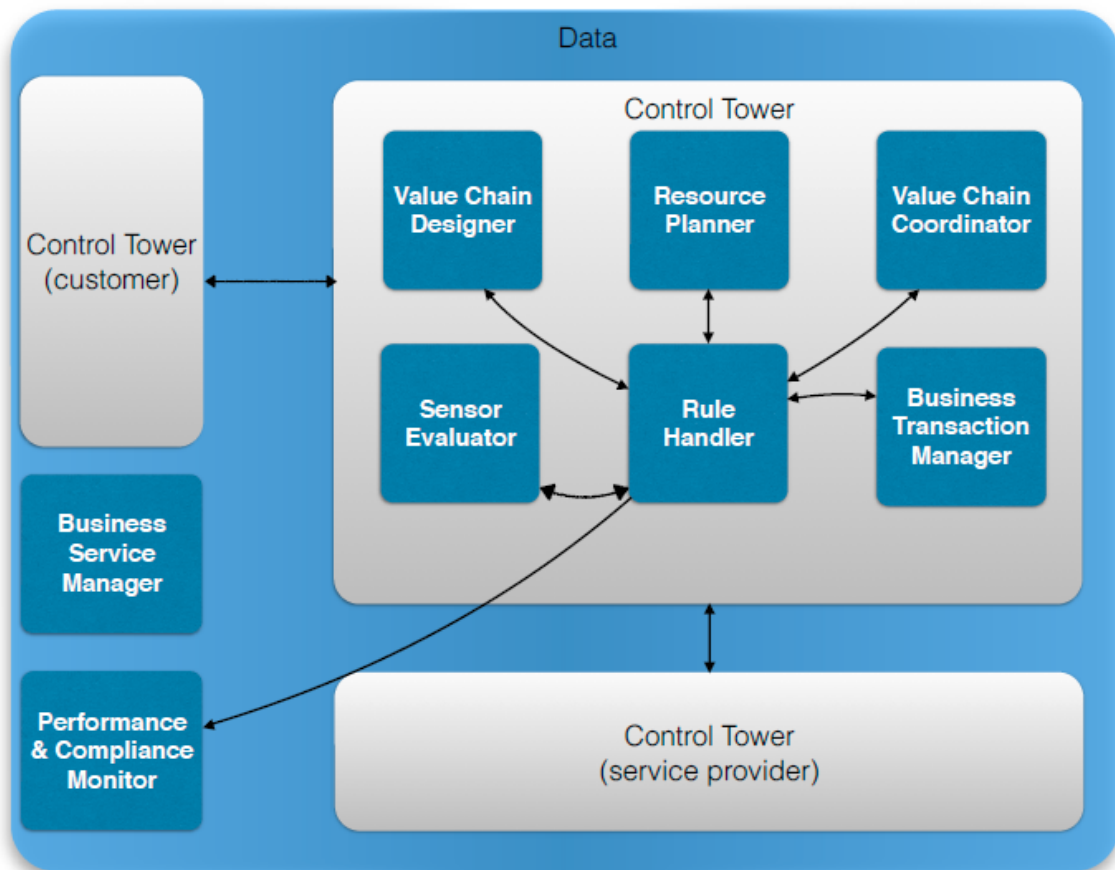 Data
Control Tower
(customer)
Control Tower
Value Chain
Designer
Resource
Planner
Value Chain
Coordinator
Sensor
Evaluator
Rule
Handler
Business
Transaction
Manager
Business
Service
Manager
Performance
& Compliance
Monitor
Control Tower
(service provider)